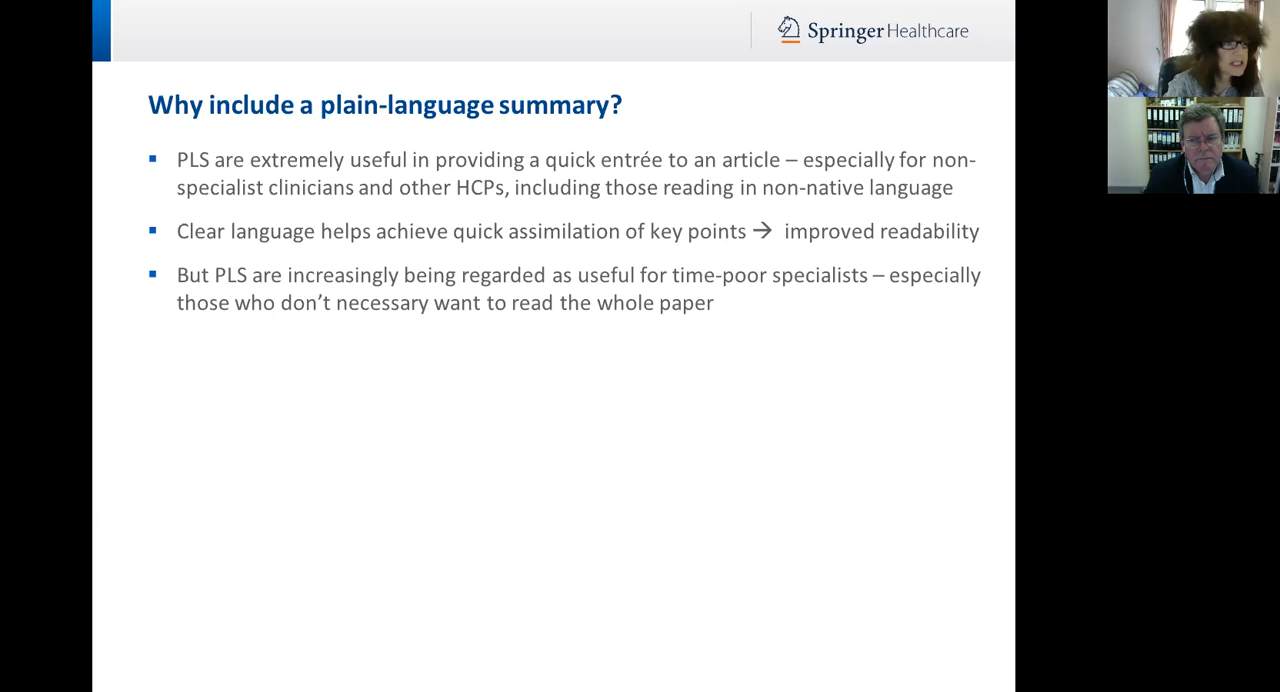 Springer Healthcare
Why include a plain-language summary?
▪ PLS are extremely useful in providing a quick entrée to an article – especially for non-
specialist clinicians and other HCPs, including those reading in non-native language
▪ Clear language helps achieve quick assimilation of key points → improved readability
▪ But PLS are increasingly being regarded as useful for time-poor specialists – especially
those who don’t necessary want to read the whole paper